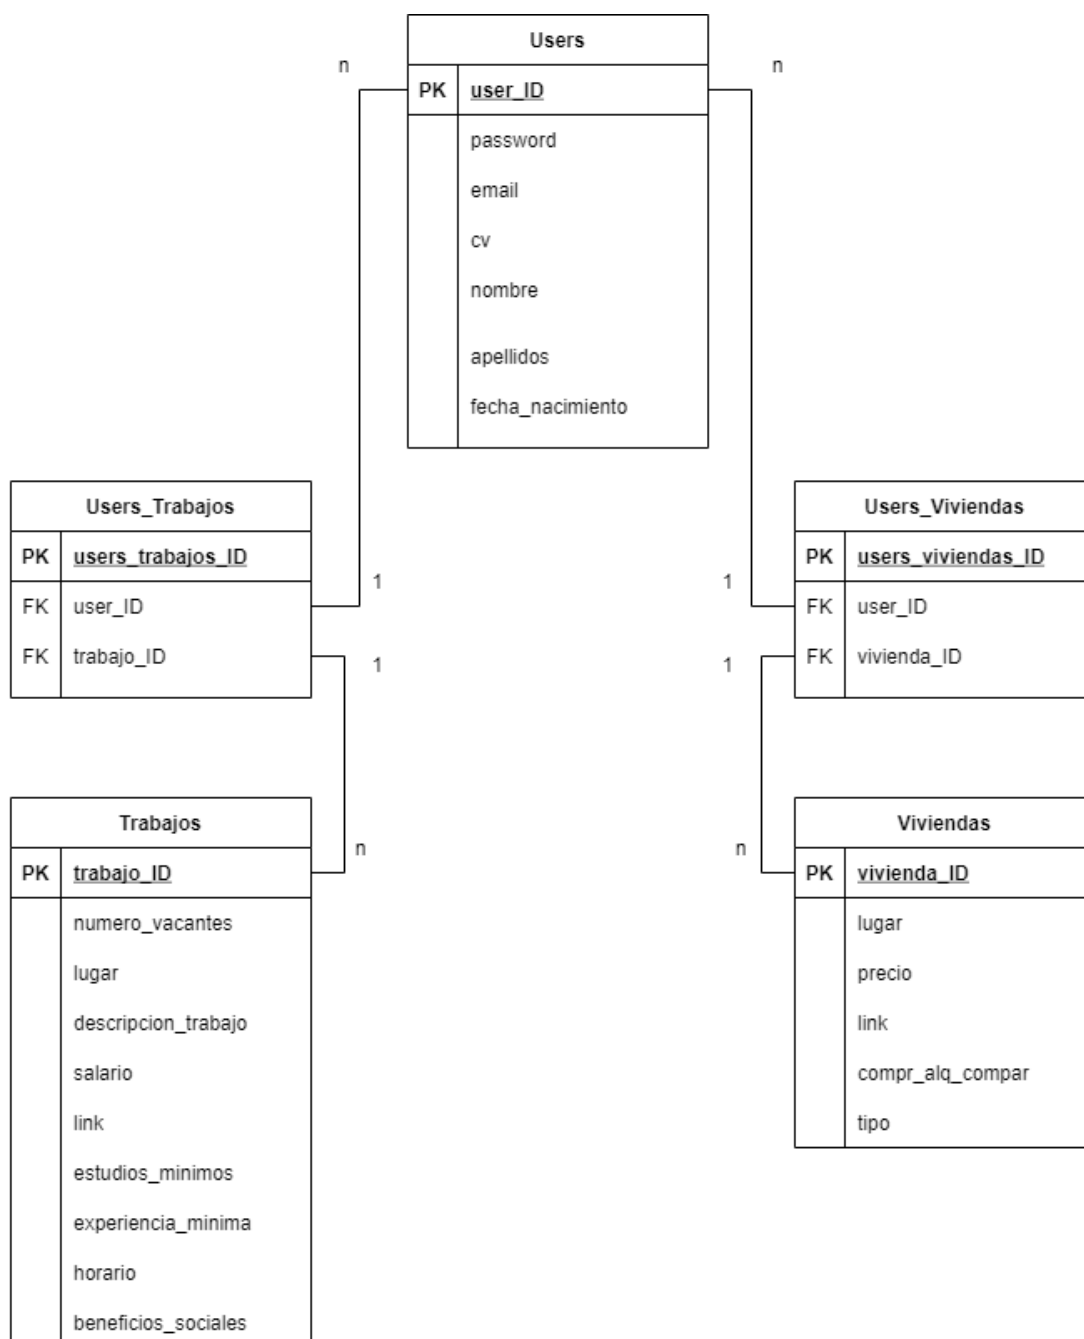 Users
n
n
PK user_ID
password
email
cv
nombre
apellidos
fecha_nacimiento
Users_Trabajos
PK users_trabajos_ID
FK user_ID
FK trabajo_ID
1
1
Users_Viviendas
PK users_viviendas_ID
FK user_ID
FK vivienda_ID
1
1
Trabajos
n
PK trabajo_ID
numero_vacantes
lugar
descripcion_trabajo
salario
link
estudios_minimos
experiencia_minima
horario
beneficios_sociales
Viviendas
n
PK vivienda_ID
lugar
precio
link
compr_alq_compar
tipo